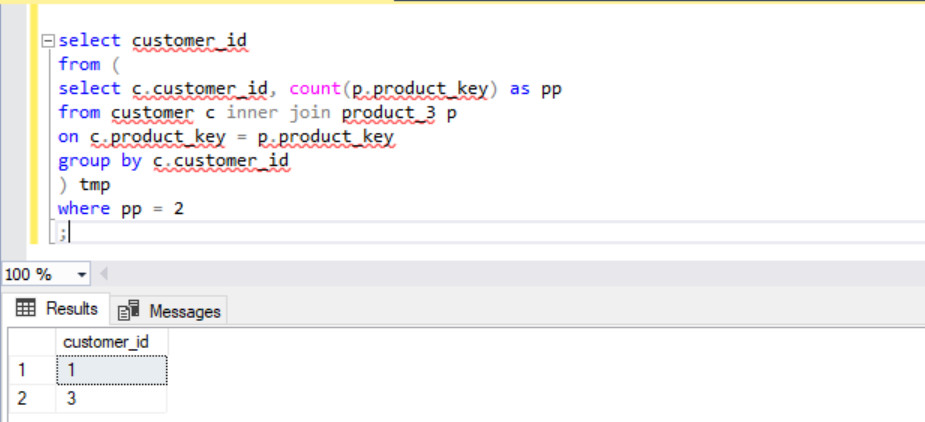 select customer_id
from (
select c.customer_id, count(p.product_key) as pp
from customer c inner join product_3 p
on c.product_key = p.product_key
group by c.customer_id
) tmp
where pp = 2
;
100 %
Results Messages
customer_id
1 1
2 3